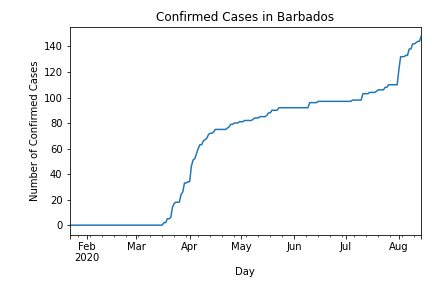 Confirmed Cases in Barbados
Number of Confirmed Cases
140
120
100
80
60
40
20
0
Feb Mar Apr May Jun Jul Aug
2020
Day